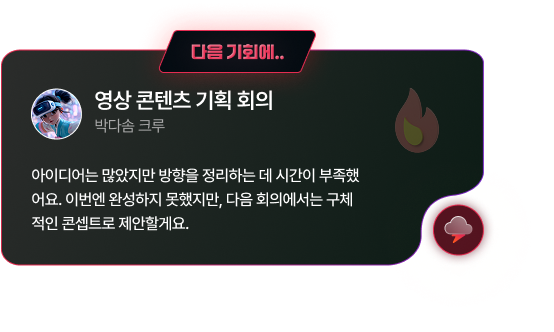 다음 기회에..
영상 콘텐츠 기획 회의
박다솜 크루
아이디어는 많았지만 방향을 정리하는 데 시간이 부족했
어요. 이번엔 완성하지 못했지만, 다음 회의에서는 구체
적인 콘셉트로 제안할게요.